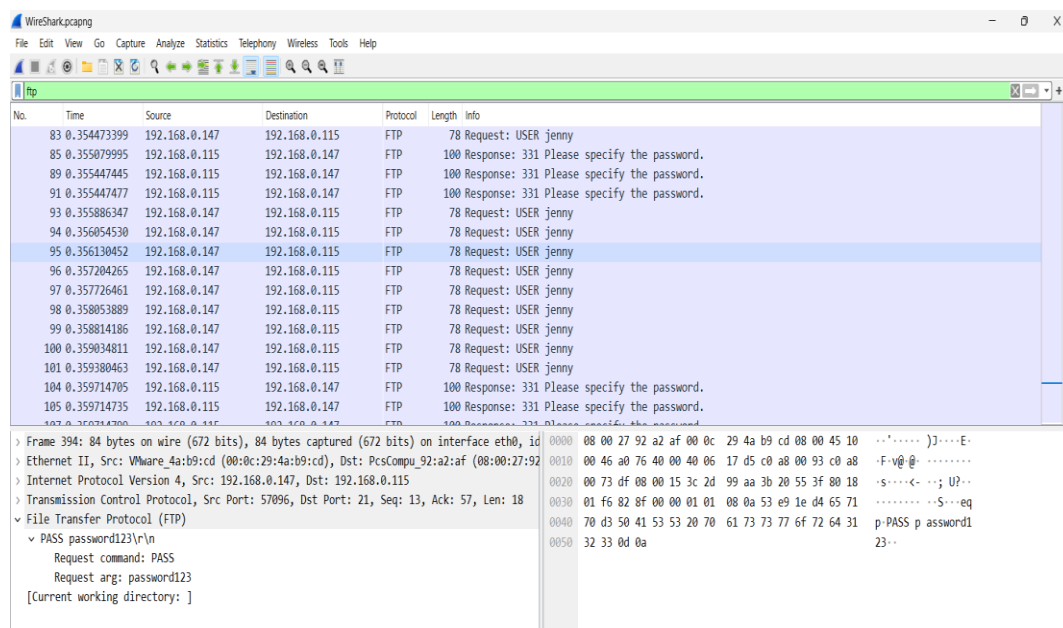 WireShark.pcapng
File Edit View Go Capture Analyze Statistics Telephony Wireless Tools Help
ftp
No. Time Source Destination Protocol Length Info
83 0.354473399 192.168.0.147 192.168.0.115 FTP 78 Request: USER jenny
85 0.355079995 192.168.0.115 192.168.0.147 FTP 100 Response: 331 Please specify the password.
89 0.355447445 192.168.0.115 192.168.0.147 FTP 100 Response: 331 Please specify the password.
91 0.355447477 192.168.0.115 192.168.0.147 FTP 100 Response: 331 Please specify the password.
93 0.355886347 192.168.0.147 192.168.0.115 FTP 78 Request: USER jenny
94 0.356054530 192.168.0.147 192.168.0.115 FTP 78 Request: USER jenny
95 0.356130452 192.168.0.147 192.168.0.115 FTP 78 Request: USER jenny
96 0.357204265 192.168.0.147 192.168.0.115 FTP 78 Request: USER jenny
97 0.357726461 192.168.0.147 192.168.0.115 FTP 78 Request: USER jenny
98 0.358053889 192.168.0.147 192.168.0.115 FTP 78 Request: USER jenny
99 0.358814186 192.168.0.147 192.168.0.115 FTP 78 Request: USER jenny
100 0.359034811 192.168.0.147 192.168.0.115 FTP 78 Request: USER jenny
101 0.359380463 192.168.0.147 192.168.0.115 FTP 78 Request: USER jenny
104 0.359714705 192.168.0.115 192.168.0.147 FTP 100 Response: 331 Please specify the password.
105 0.359714735 192.168.0.115 192.168.0.147 FTP 100 Response: 331 Please specify the password.
Frame 394: 84 bytes on wire (672 bits), 84 bytes captured (672 bits) on interface eth0, id
Ethernet II, Src: VMware_4a:b9:cd (00:0c:29:4a:b9:cd), Dst: PcsCompu_92:a2:af (08:00:27:92
Internet Protocol Version 4, Src: 192.168.0.147, Dst: 192.168.0.115
Transmission Control Protocol, Src Port: 57096, Dst Port: 21, Seq: 13, Ack: 57, Len: 18
File Transfer Protocol (FTP)
PASS password123\r\n
Request command: PASS
Request arg: password123
[Current working directory: ]
0000 08 00 27 92 a2 af 00 0c 29 4a b9 cd 08 00 45 10 ··'····· )J····E·
0010 00 46 a0 76 40 00 40 06 17 d5 c0 a8 00 93 c0 a8 ·F·v@·@· ········
0020 00 73 df 08 00 15 3c 2d 99 aa 3b 20 55 3f 80 18 ·s····<- ··; U?··
0030 01 f6 82 8f 00 00 01 01 08 0a 53 e9 1e d4 65 71 ········ ··S···eq
0040 70 d3 50 41 53 53 20 70 61 73 73 77 6f 72 64 31 p·PASS p assword1
0050 32 33 0d 0a 23··